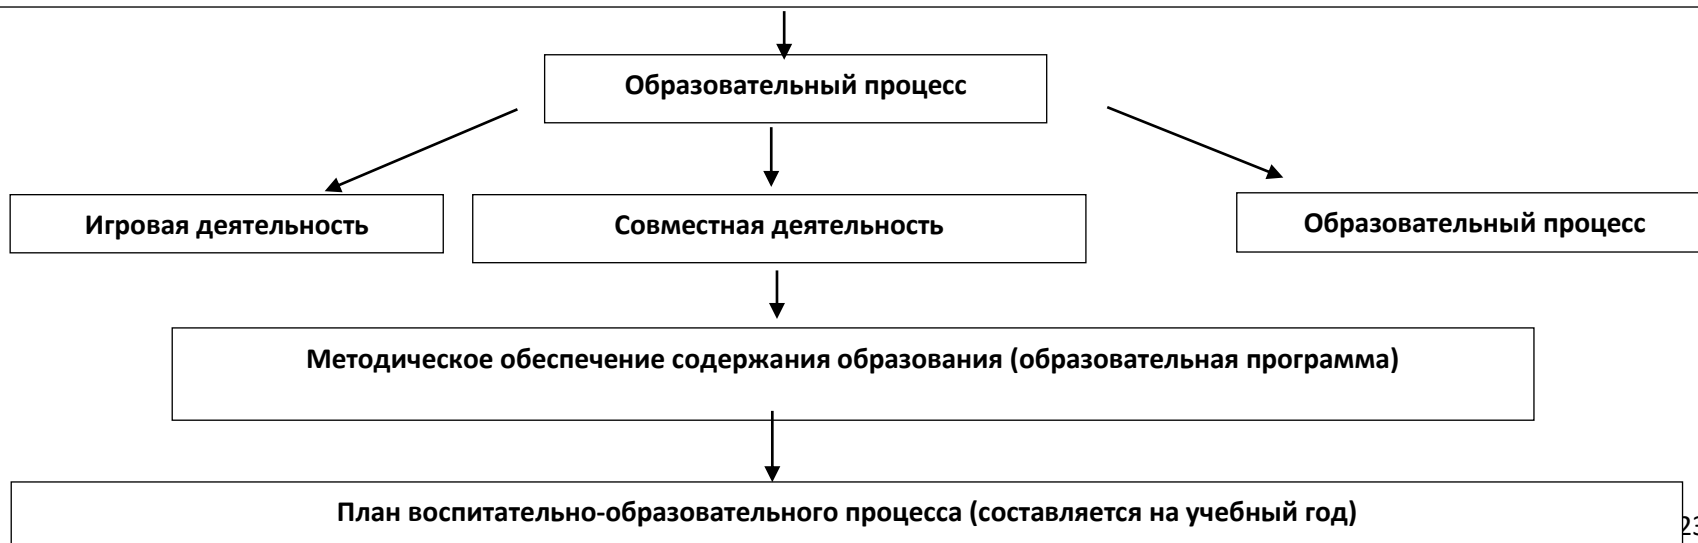 Образовательный процесс
Игровая деятельность
Совместная деятельность
Образовательный процесс
Методическое обеспечение содержания образования (образовательная программа)
План воспитательно-образовательного процесса (составляется на учебный год)